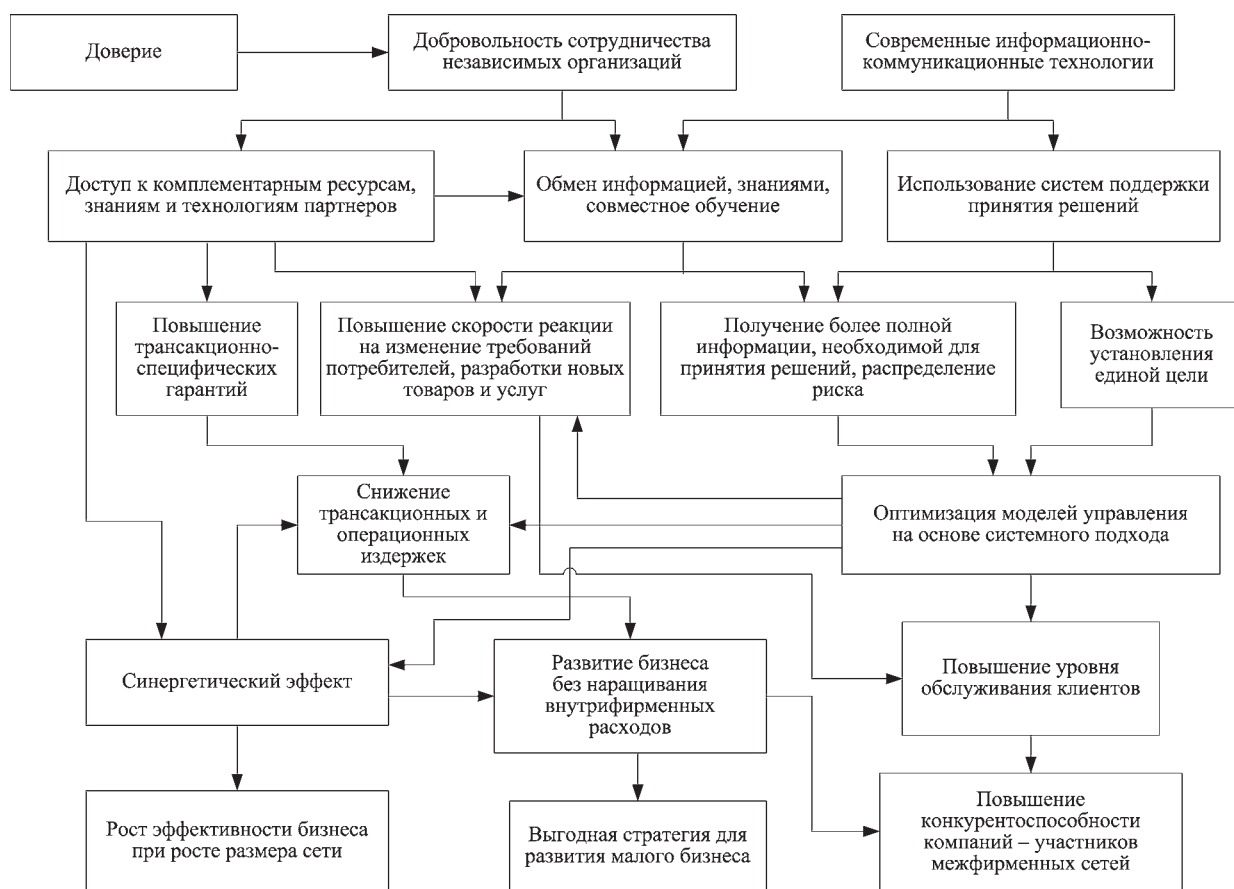 Доверие
Добровольность сотрудничества
независимых организаций
Современные информационно-
коммуникационные технологии
Доступ к комплементарным ресурсам,
знаниям и технологиям партнеров
Обмен информацией, знаниями,
совместное обучение
Использование систем поддержки
принятия решений
Повышение
трансакционно-
специфических
гарантий
Повышение скорости реакции
на изменение требований
потребителей, разработки новых
товаров и услуг
Получение более полной
информации, необходимой для
принятия решений, распределение
риска
Возможность
установления
единой цели
Снижение
трансакционных и
операционных
издержек
Оптимизация моделей управления
на основе системного подхода
Синергетический эффект
Развитие бизнеса
без наращивания
внутрифирменных
расходов
Повышение уровня
обслуживания клиентов
Рост эффективности бизнеса
при росте размера сети
Выгодная стратегия для
развития малого бизнеса
Повышение
конкурентоспособности
компаний – участников
межфирменных сетей